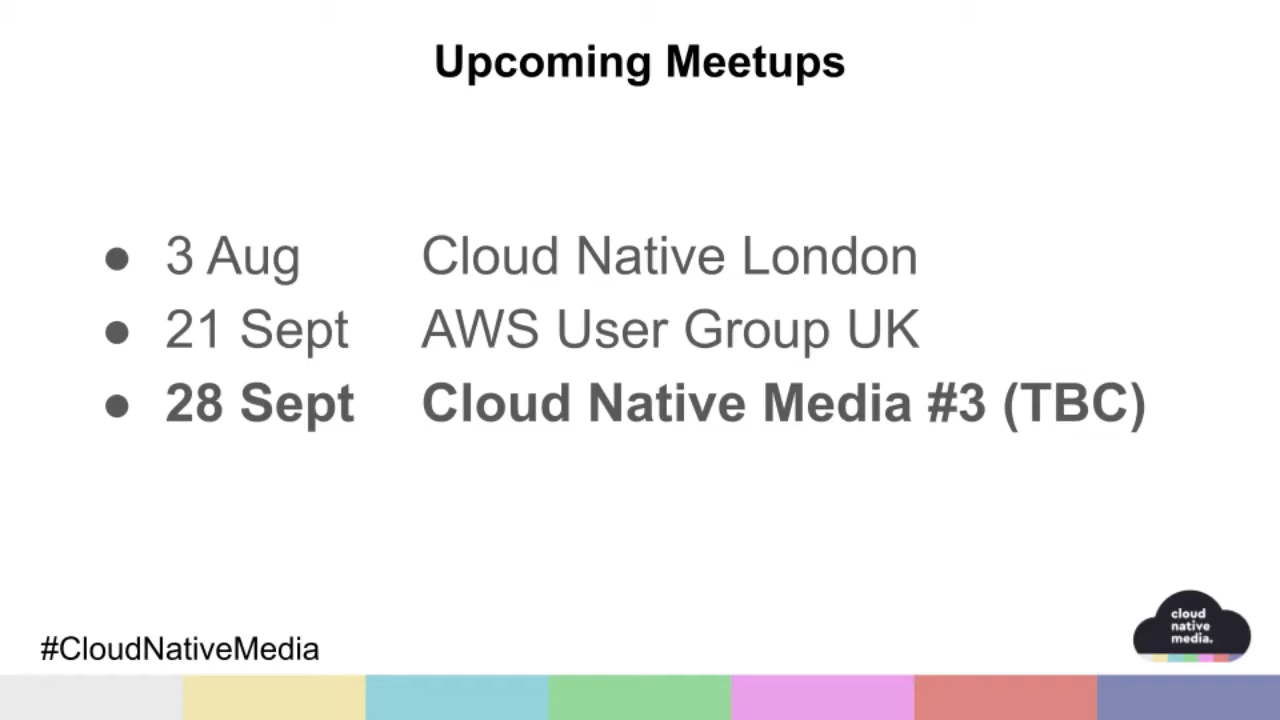 Upcoming Meetups
● 3 Aug Cloud Native London
● 21 Sept AWS User Group UK
● 28 Sept Cloud Native Media #3 (TBC)
#CloudNativeMedia
cloud
native
media.